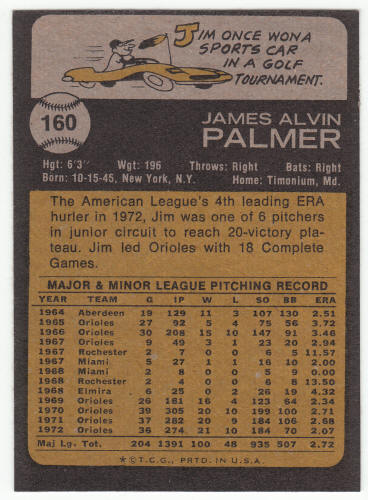 JIM ONCE WON A
SPORTS CAR
IN A GOLF
TOURNAMENT.
160
JAMES ALVIN
PALMER
Hgt: 6'3" Wgt: 196 Throws: Right Bats: Right
Born: 10-15-45, New York, N.Y. Home: Timonium, Md.
The American League's 4th leading ERA
hurler in 1972, Jim was one of 6 pitchers
in junior circuit to reach 20-victory pla-
teau. Jim led Orioles with 18 Complete
Games.
MAJOR & MINOR LEAGUE PITCHING RECORD
YEAR TEAM G IP W L SO BB ERA
1964 Aberdeen 19 129 11 3 107 130 2.51
1965 Orioles 27 92 5 4 75 56 3.72
1966 Orioles 30 208 15 10 147 91 3.46
1967 Orioles 9 49 3 1 23 20 2.94
1967 Rochester 2 7 0 0 6 5 11.57
1967 Miami 5 27 1 1 16 10 2.00
1968 Miami 2 8 0 0 5 9 0.00
1968 Rochester 2 4 0 0 6 8 13.50
1968 Elmira 6 25 0 2 26 19 4.32
1969 Orioles 26 181 16 4 123 64 2.34
1970 Orioles 39 305 20 10 199 100 2.71
1971 Orioles 37 282 20 9 184 106 2.68
1972 Orioles 36 274 21 10 184 70 2.07
Maj Lg. Tot. 204 1391 100 48 935 507 2.72
*© T.C.G., PRTD. IN U.S.A.